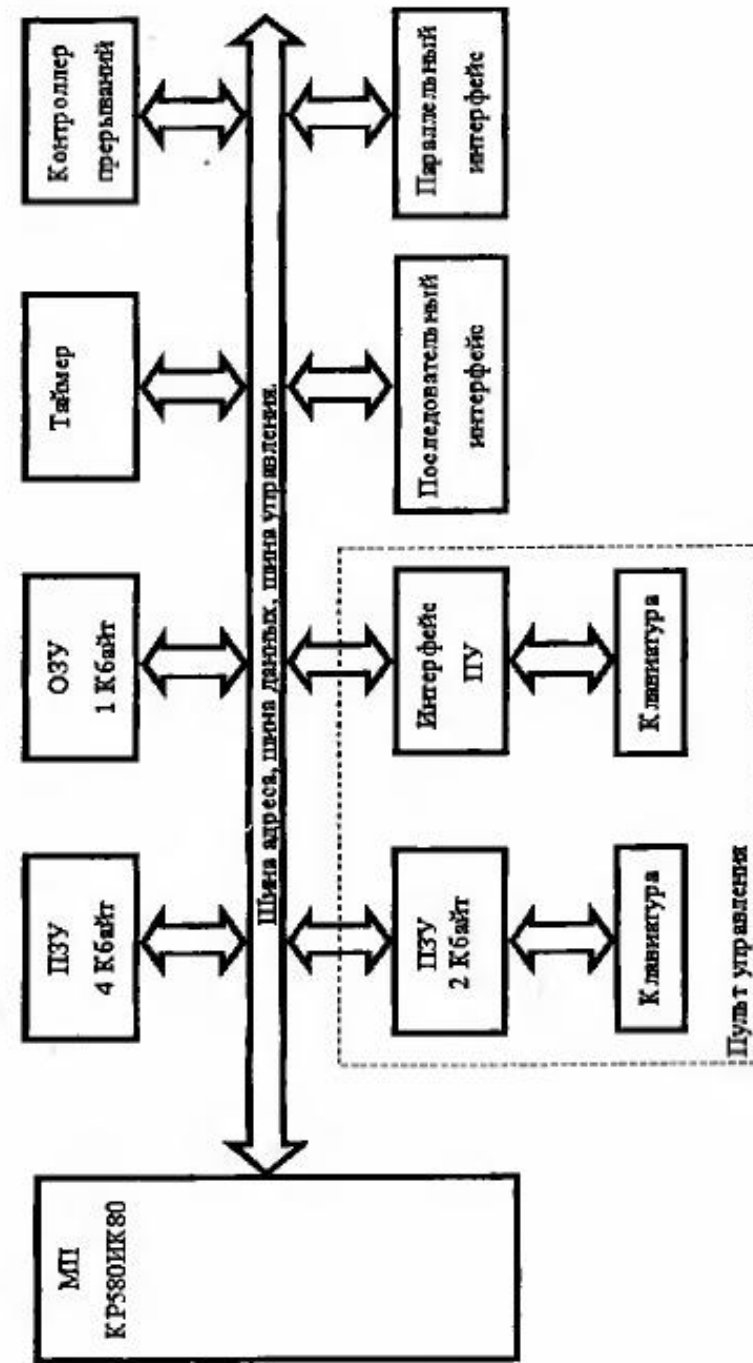 МП
КР580ИК80
ПЗУ
4 Кбайт
ОЗУ
1 Кбайт
Таймер
Контроллер
прерываний
Шина адреса, шина данных, шина управления.
ПЗУ
2 Кбайт
Интерфейс
ПУ
Последовательный
интерфейс
Параллельный
интерфейс
Клавиатура
Клавиатура
Пульт управления